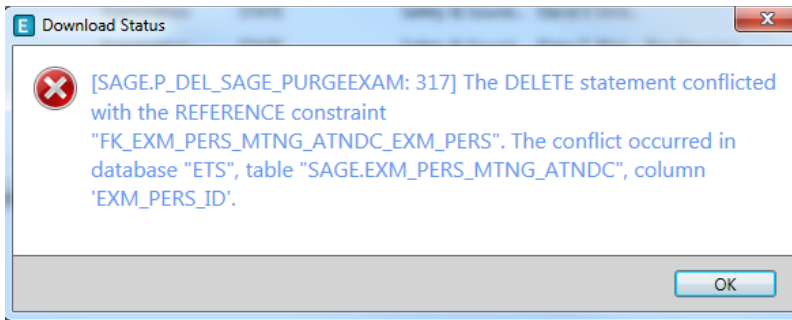 E Download Status
[SAGE.P_DEL_SAGE_PURGEEXAM: 317] The DELETE statement conflicted
with the REFERENCE constraint
"FK_EXM_PERS_MTNG_ATNDC_EXM_PERS". The conflict occurred in
database "ETS", table "SAGE.EXM_PERS_MTNG_ATNDC", column
'EXM_PERS_ID'.
OK